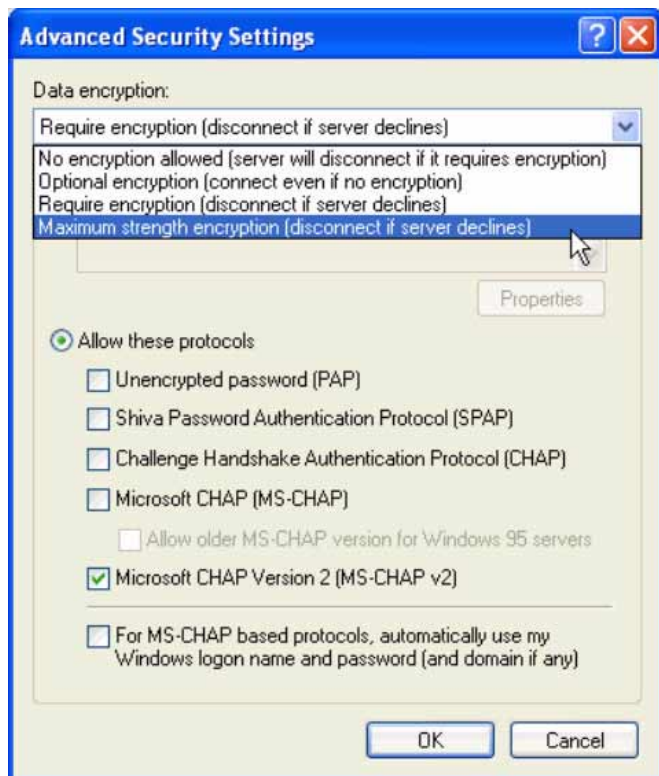 Advanced Security Settings
Data encryption:
Require encryption (disconnect if server declines)
No encryption allowed (server will disconnect if it requires encryption)
Optional encryption (connect even if no encryption)
Require encryption (disconnect if server declines)
Maximum strength encryption (disconnect if server declines)
Properties
Allow these protocols
Unencrypted password (PAP)
Shiva Password Authentication Protocol (SPAP)
Challenge Handshake Authentication Protocol (CHAP)
Microsoft CHAP (MS-CHAP)
Allow older MS-CHAP version for Windows 95 servers
Microsoft CHAP Version 2 (MS-CHAP v2)
For MS-CHAP based protocols, automatically use my
Windows logon name and password (and domain if any)
OK
Cancel